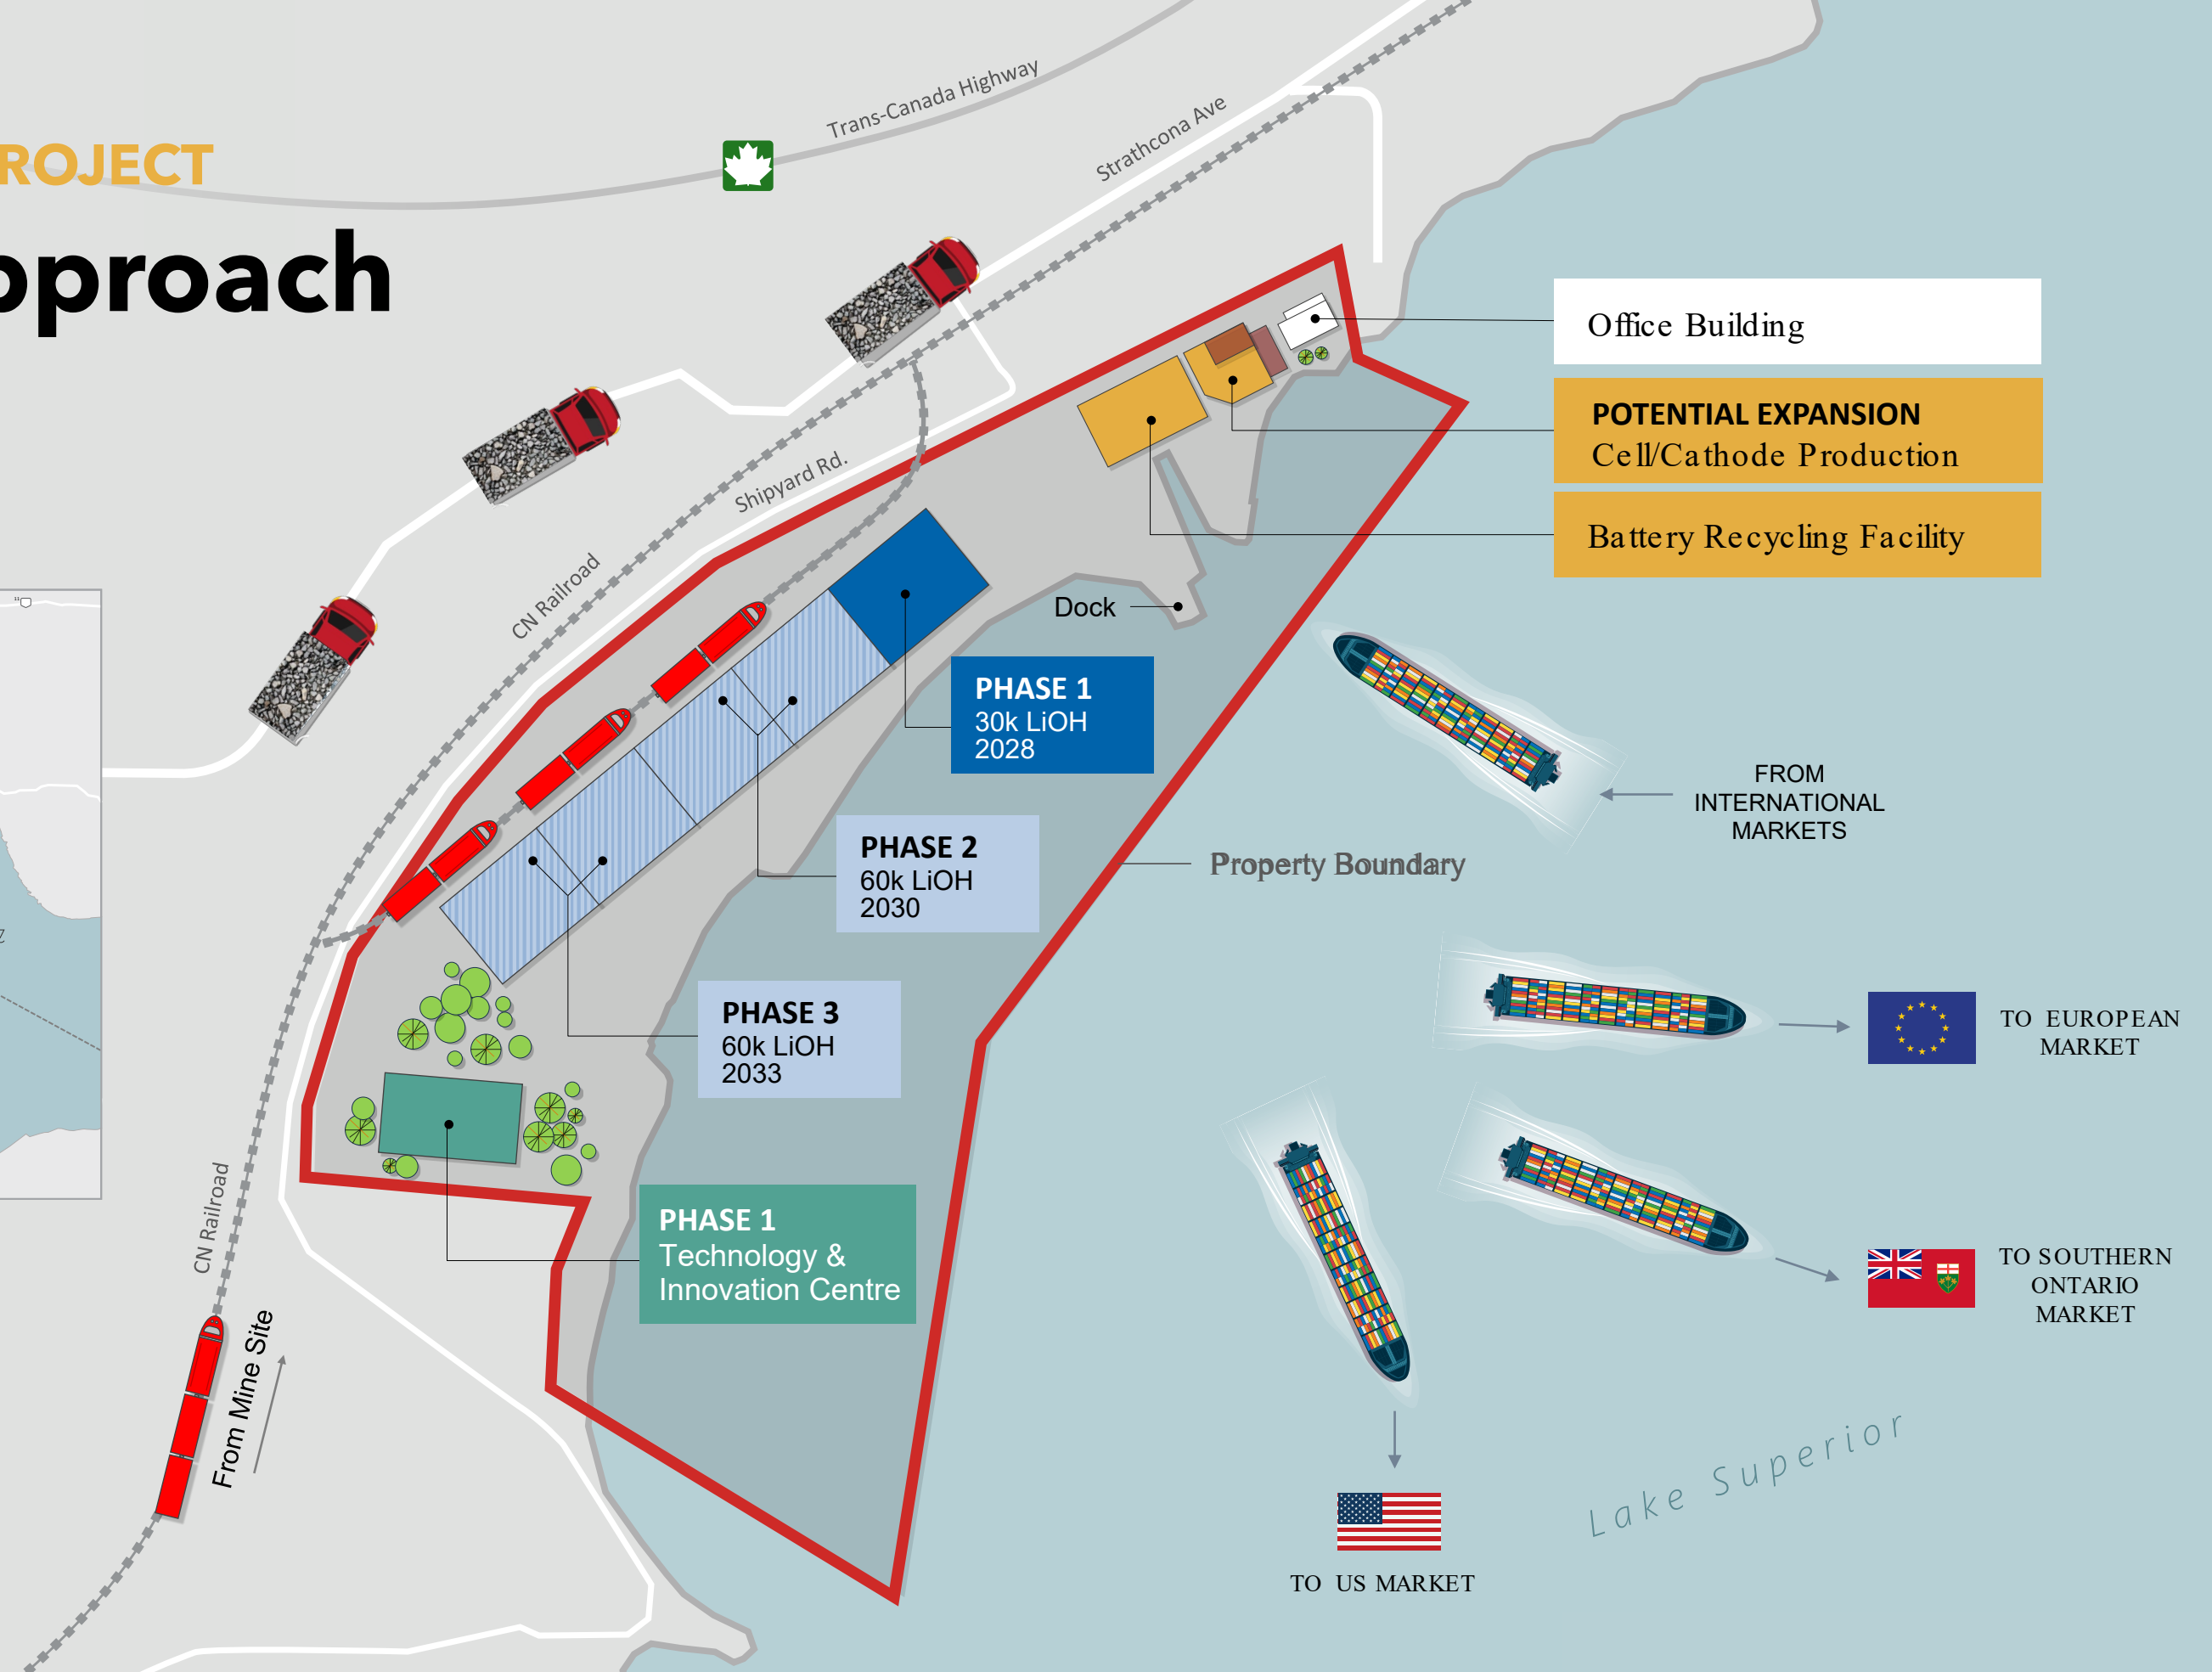 Trans-Canada Highway
Strathcona Ave
ROJECT
pproach
Office Building
POTENTIAL EXPANSION
Cell/Cathode Production
Battery Recycling Facility
Shipyard Rd.
CN Railroad
Dock
PHASE 1
30k LiOH
2028
FROM
INTERNATIONAL
MARKETS
PHASE 2
60k LiOH
2030
Property Boundary
PHASE 3
60k LiOH
2033
TO EUROPEAN
MARKET
CN Railroad
PHASE 1
Technology &
Innovation Centre
TO SOUTHERN
ONTARIO
MARKET
From Mine Site
Lake Superior
TO US MARKET